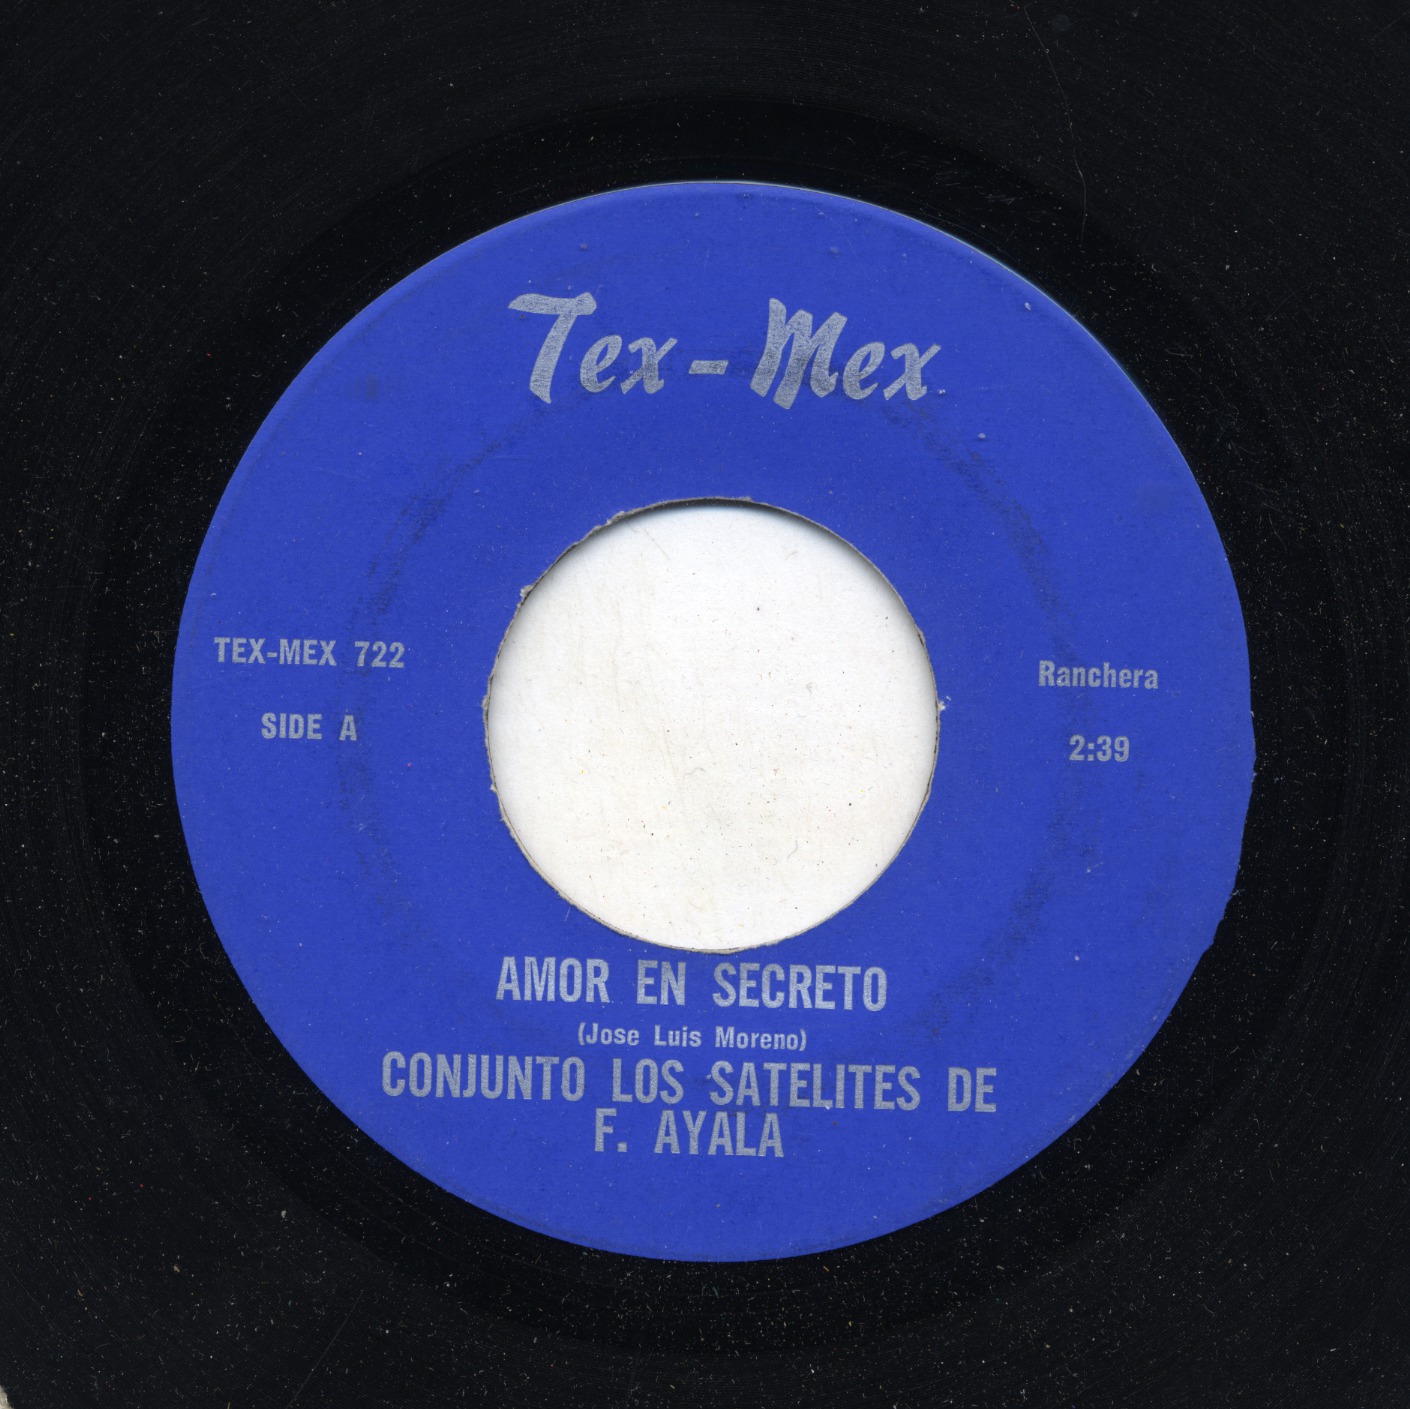 Tex-Mex
TEX-MEX 722
SIDE A
Ranchera
2:39
AMOR EN SECRETO
(Jose Luis Moreno)
CONJUNTO LOS SATELITES DE
F. AYALA